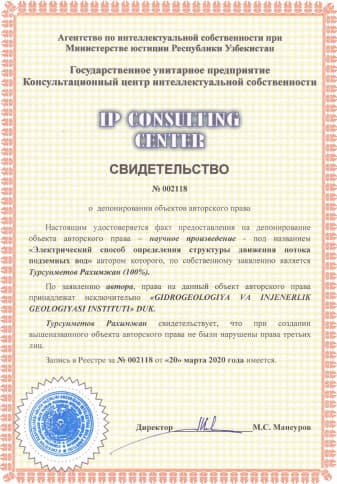 Агентство по интеллектуальной собственности при
Министерстве юстиции Республики Узбекистан
Государственное унитарное предприятие
Консультационный центр интеллектуальной собственности
IP CONSULTING
CENTER
СВИДЕТЕЛЬСТВО
№ 002118
о депонировании объектов авторского права
Настоящим удостоверяется факт предоставления на депонирование
объекта авторского права – научное произведение - под названием
«Электрический способ определения структуры движения потока
подземных вод» автором которого, по собственному заявлению является
Турсунметов Рахимжан (100%).
По заявлению автора, права на данный объект авторского права
принадлежат исключительно «GIDROGEOLOGIYA VA INJENERLIK
GEOLOGIYASI INSTITUTI» DUK.
Турсунметов Рахимжан свидетельствует, что при создании
вышеназванного объекта авторского права не были нарушены права третьих
лиц.
Запись в Реестре за № 002118 от «20» марта 2020 года имеется.
Директор М.С. Мансуров